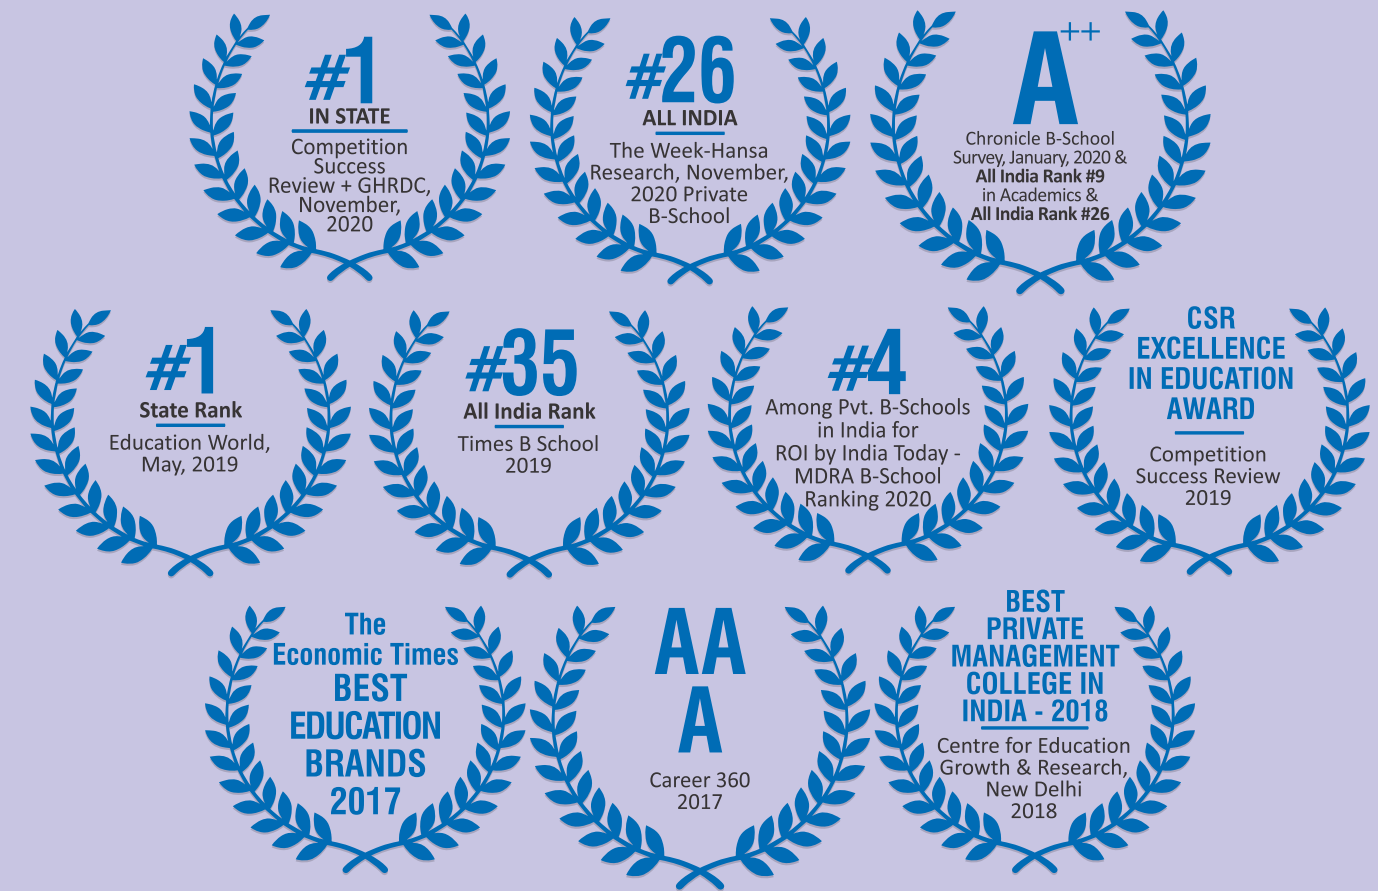 #1
IN STATE
Competition
Success
Review + GHRDC,
November,
2020
#26
ALL INDIA
The Week-Hansa
Research, November,
2020 Private
B-School
A++
Chronicle B-School
Survey, January, 2020 &
All India Rank #9
in Academics &
All India Rank #26
#1
State Rank
Education World,
May, 2019
#35
All India Rank
Times B School
2019
#4
Among Pvt. B-Schools
in India for
ROI by India Today -
MDRA B-School
Ranking 2020
CSR
EXCELLENCE
IN EDUCATION
AWARD
Competition
Success Review
2019
The
Economic Times
BEST
EDUCATION
BRANDS
2017
AA
A
Career 360
2017
BEST
PRIVATE
MANAGEMENT
COLLEGE IN
INDIA - 2018
Centre for Education
Growth & Research,
New Delhi
2018